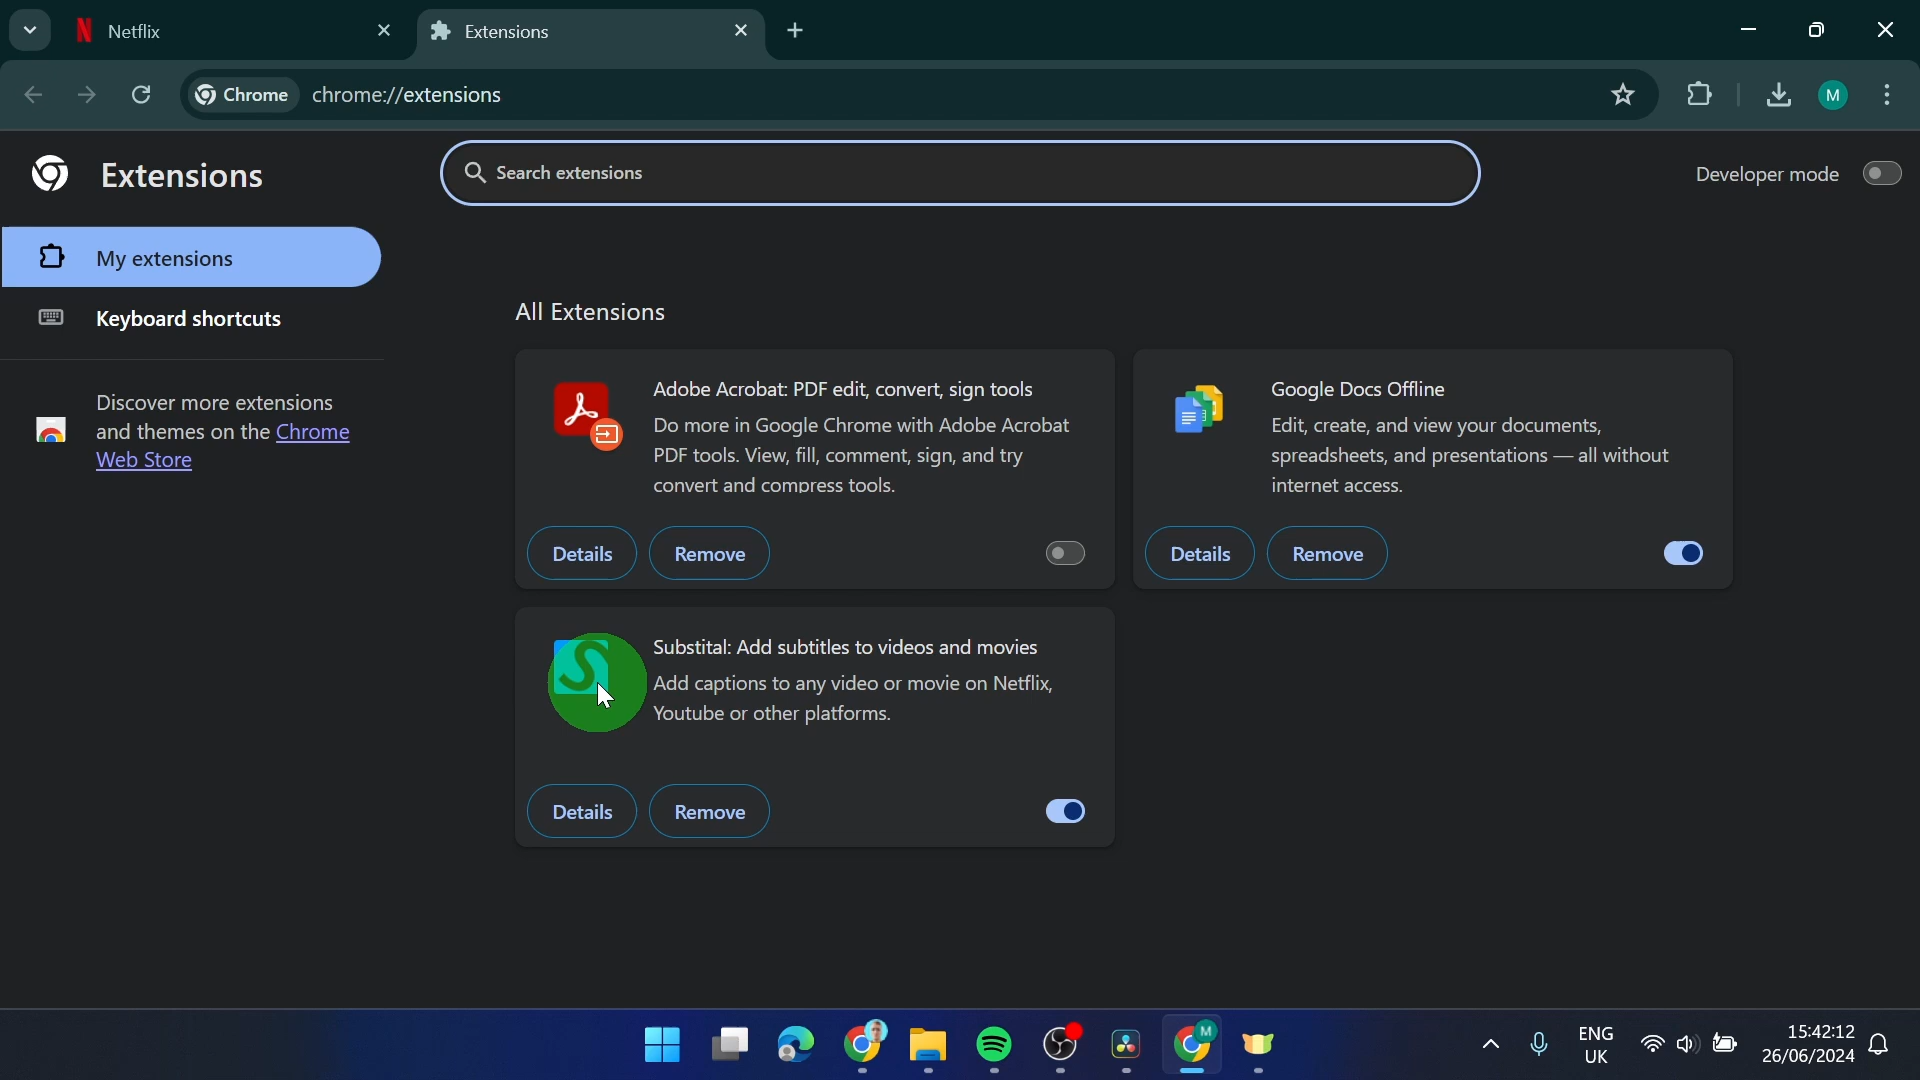 Netflix
Extensions
Chrome
chrome://extensions
M
Extensions
Search extensions
Developer mode
My extensions
Keyboard shortcuts
Discover more extensions
and themes on the Chrome
Web Store
All Extensions
Adobe Acrobat: PDF edit, convert, sign tools
Do more in Google Chrome with Adobe Acrobat
PDF tools. View, fill, comment, sign, and try
convert and compress tools.
Details
Remove
Google Docs Offline
Edit, create, and view your documents,
spreadsheets, and presentations — all without
internet access.
Details
Remove
S
Substital: Add subtitles to videos and movies
Add captions to any video or movie on Netflix,
Youtube or other platforms.
Details
Remove
M
ENG
UK
15:42:12
26/06/2024